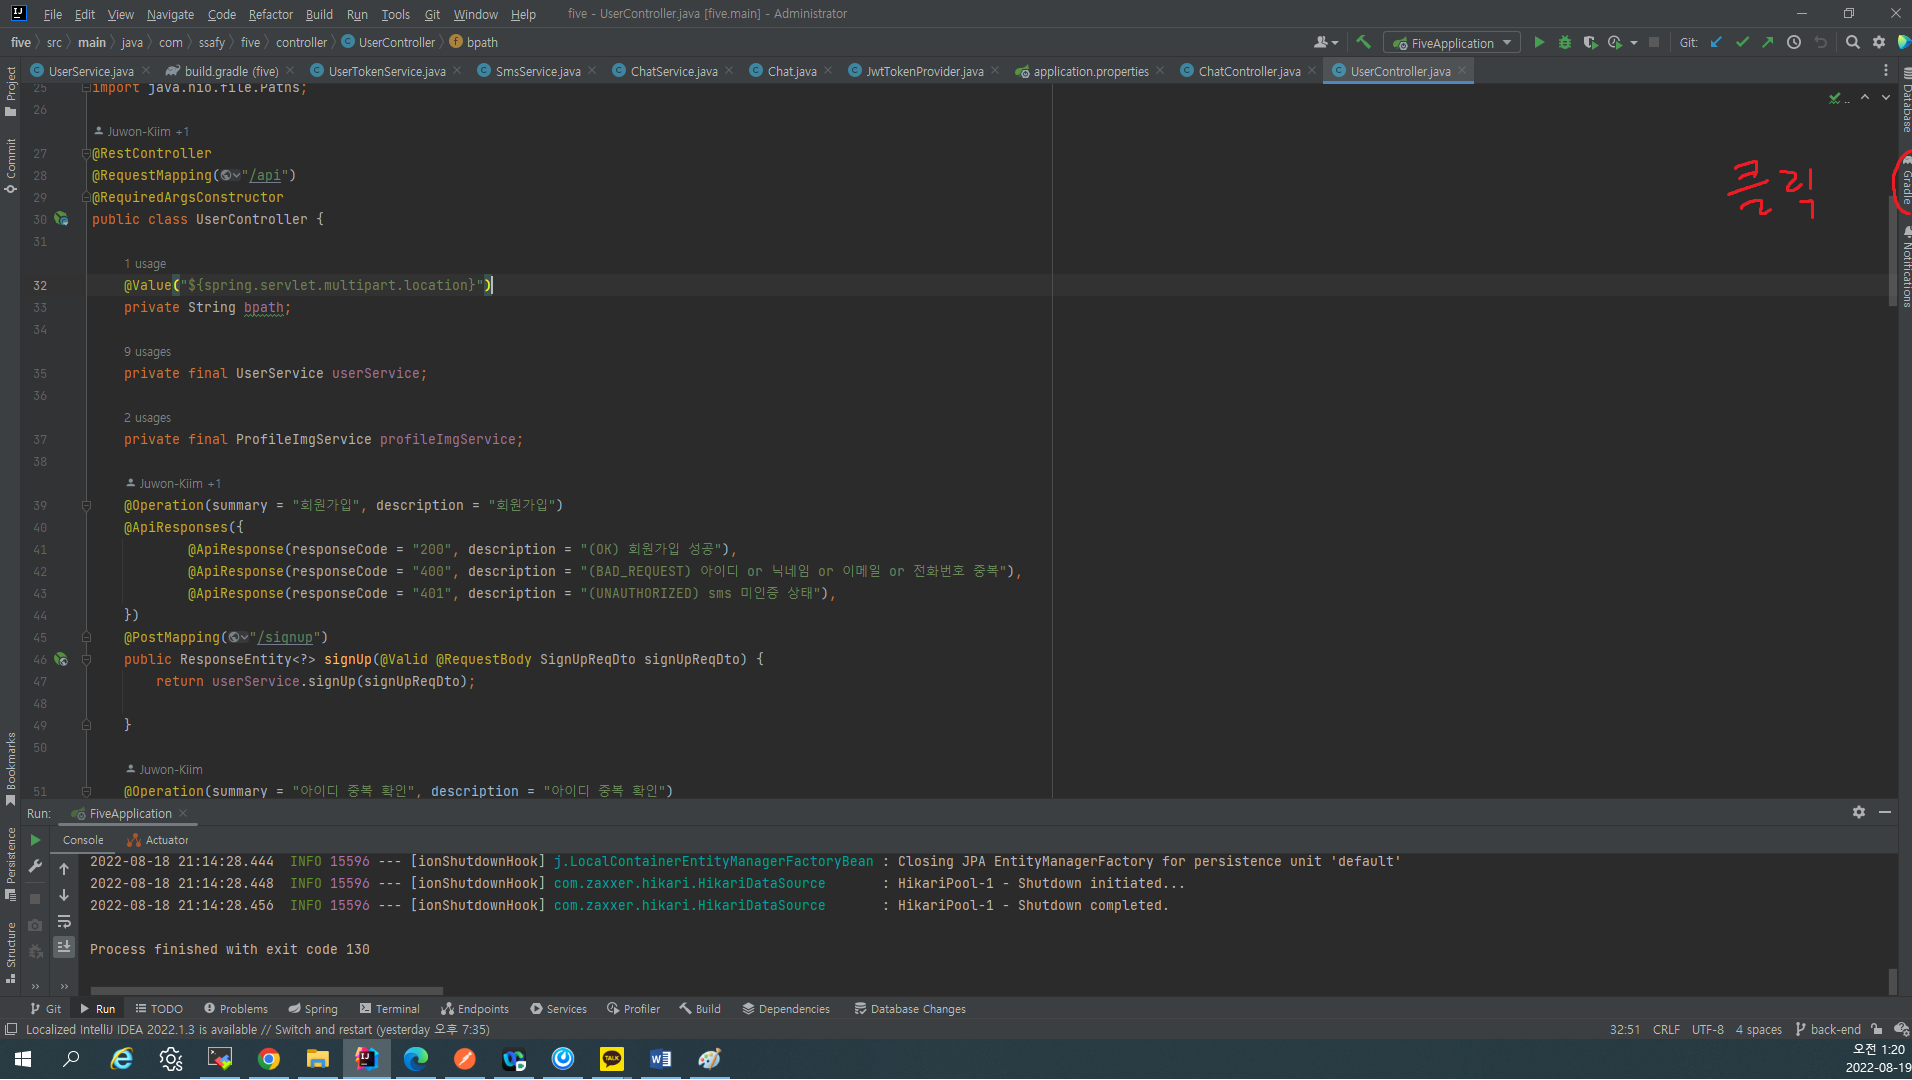 File Edit View Navigate Code Refactor Build Run Tools Git Window Help five - UserController.java [five.main] - Administrator
five src main java com ssafy five controller UserController bpath FiveApplication Git:
UserService.java build.gradle (five) UserTokenService.java SmsService.java ChatService.java Chat.java JwtTokenProvider.java application.properties ChatController.java UserController.java
Project
Commit
Bookmarks
Persistence
Structure
25 import java.nio.file.Paths;
26
Juwon-Kiim +1
27 @RestController
28 @RequestMapping("/api")
29 @RequiredArgsConstructor
30 public class UserController {
31
1 usage
32 @Value("${spring.servlet.multipart.location}")
33 private String bpath;
34
9 usages
35 private final UserService userService;
36
2 usages
37 private final ProfileImgService profileImgService;
38
Juwon-Kiim +1
39 @Operation(summary = "회원가입", description = "회원가입")
40 @ApiResponses({
41 @ApiResponse(responseCode = "200", description = "(OK) 회원가입 성공"),
42 @ApiResponse(responseCode = "400", description = "(BAD_REQUEST) 아이디 or 닉네임 or 이메일 or 전화번호 중복"),
43 @ApiResponse(responseCode = "401", description = "(UNAUTHORIZED) sms 미인증 상태"),
44 })
45 @PostMapping("/signup")
46 public ResponseEntity<?> signUp(@Valid @RequestBody SignUpReqDto signUpReqDto) {
47 return userService.signUp(signUpReqDto);
48
49 }
50
Juwon-Kiim
51 @Operation(summary = "아이디 중복 확인", description = "아이디 중복 확인")
클릭
Database
Gradle
Notifications
Run: FiveApplication
Console Actuator
2022-08-18 21:14:28.444 INFO 15596 --- [ionShutdownHook] j.LocalContainerEntityManagerFactoryBean : Closing JPA EntityManagerFactory for persistence unit 'default'
2022-08-18 21:14:28.448 INFO 15596 --- [ionShutdownHook] com.zaxxer.hikari.HikariDataSource : HikariPool-1 - Shutdown initiated...
2022-08-18 21:14:28.456 INFO 15596 --- [ionShutdownHook] com.zaxxer.hikari.HikariDataSource : HikariPool-1 - Shutdown completed.
Process finished with exit code 130
Git Run TODO Problems Spring Terminal Endpoints Services Profiler Build Dependencies Database Changes
Localized IntelliJ IDEA 2022.1.3 is available // Switch and restart (yesterday 오후 7:35) 32:51 CRLF UTF-8 4 spaces back-end
TALK
오전 1:20
2022-08-19